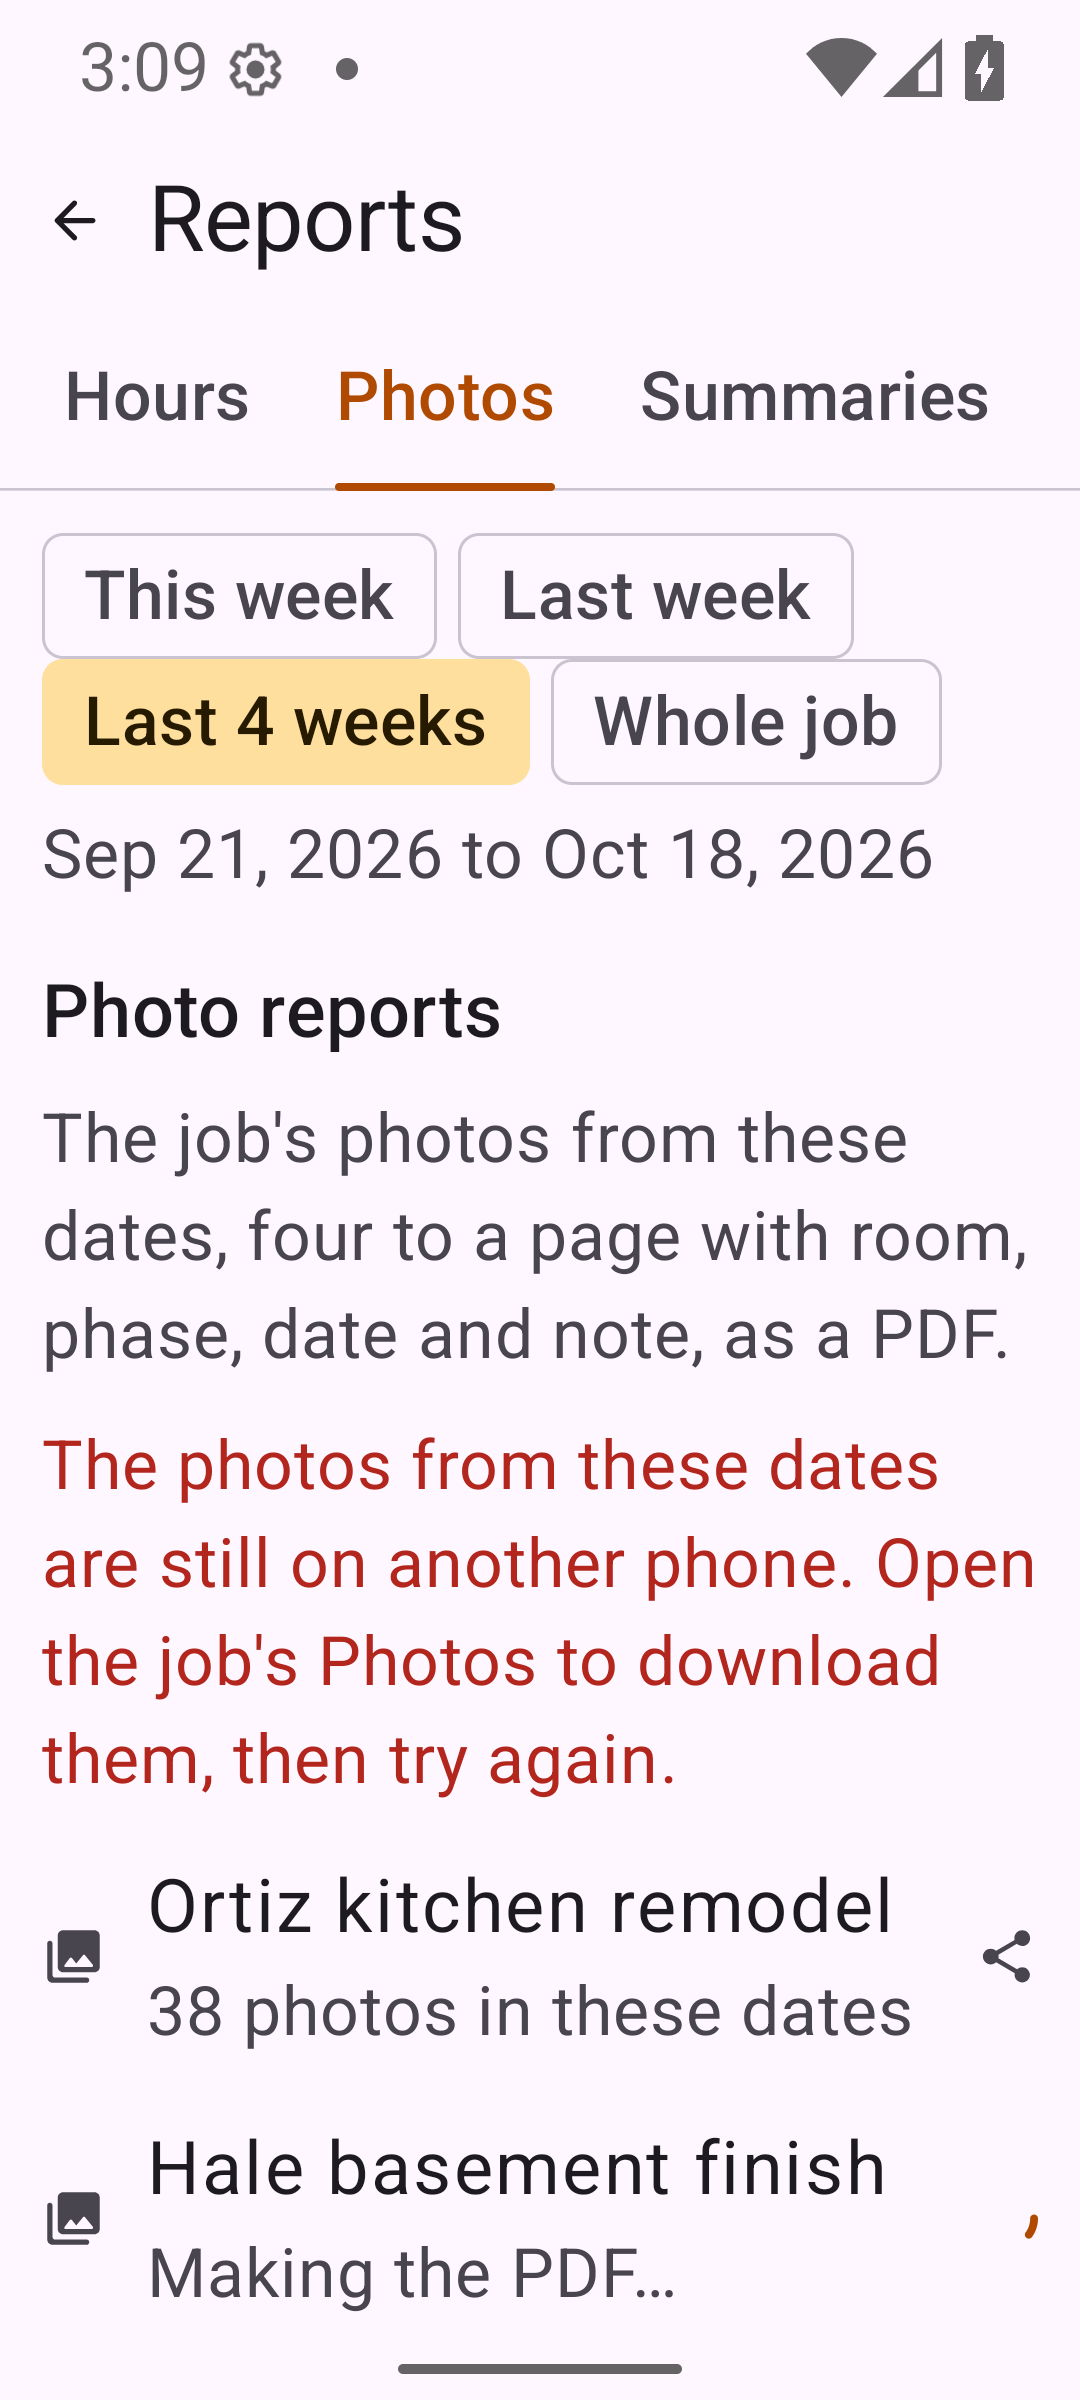 3:09
Reports
Hours Photos Summaries
This week Last week
Last 4 weeks Whole job
Sep 21, 2026 to Oct 18, 2026
Photo reports
The job's photos from these
dates, four to a page with room,
phase, date and note, as a PDF.
The photos from these dates
are still on another phone. Open
the job's Photos to download
them, then try again.
Ortiz kitchen remodel
38 photos in these dates
Hale basement finish
Making the PDF…